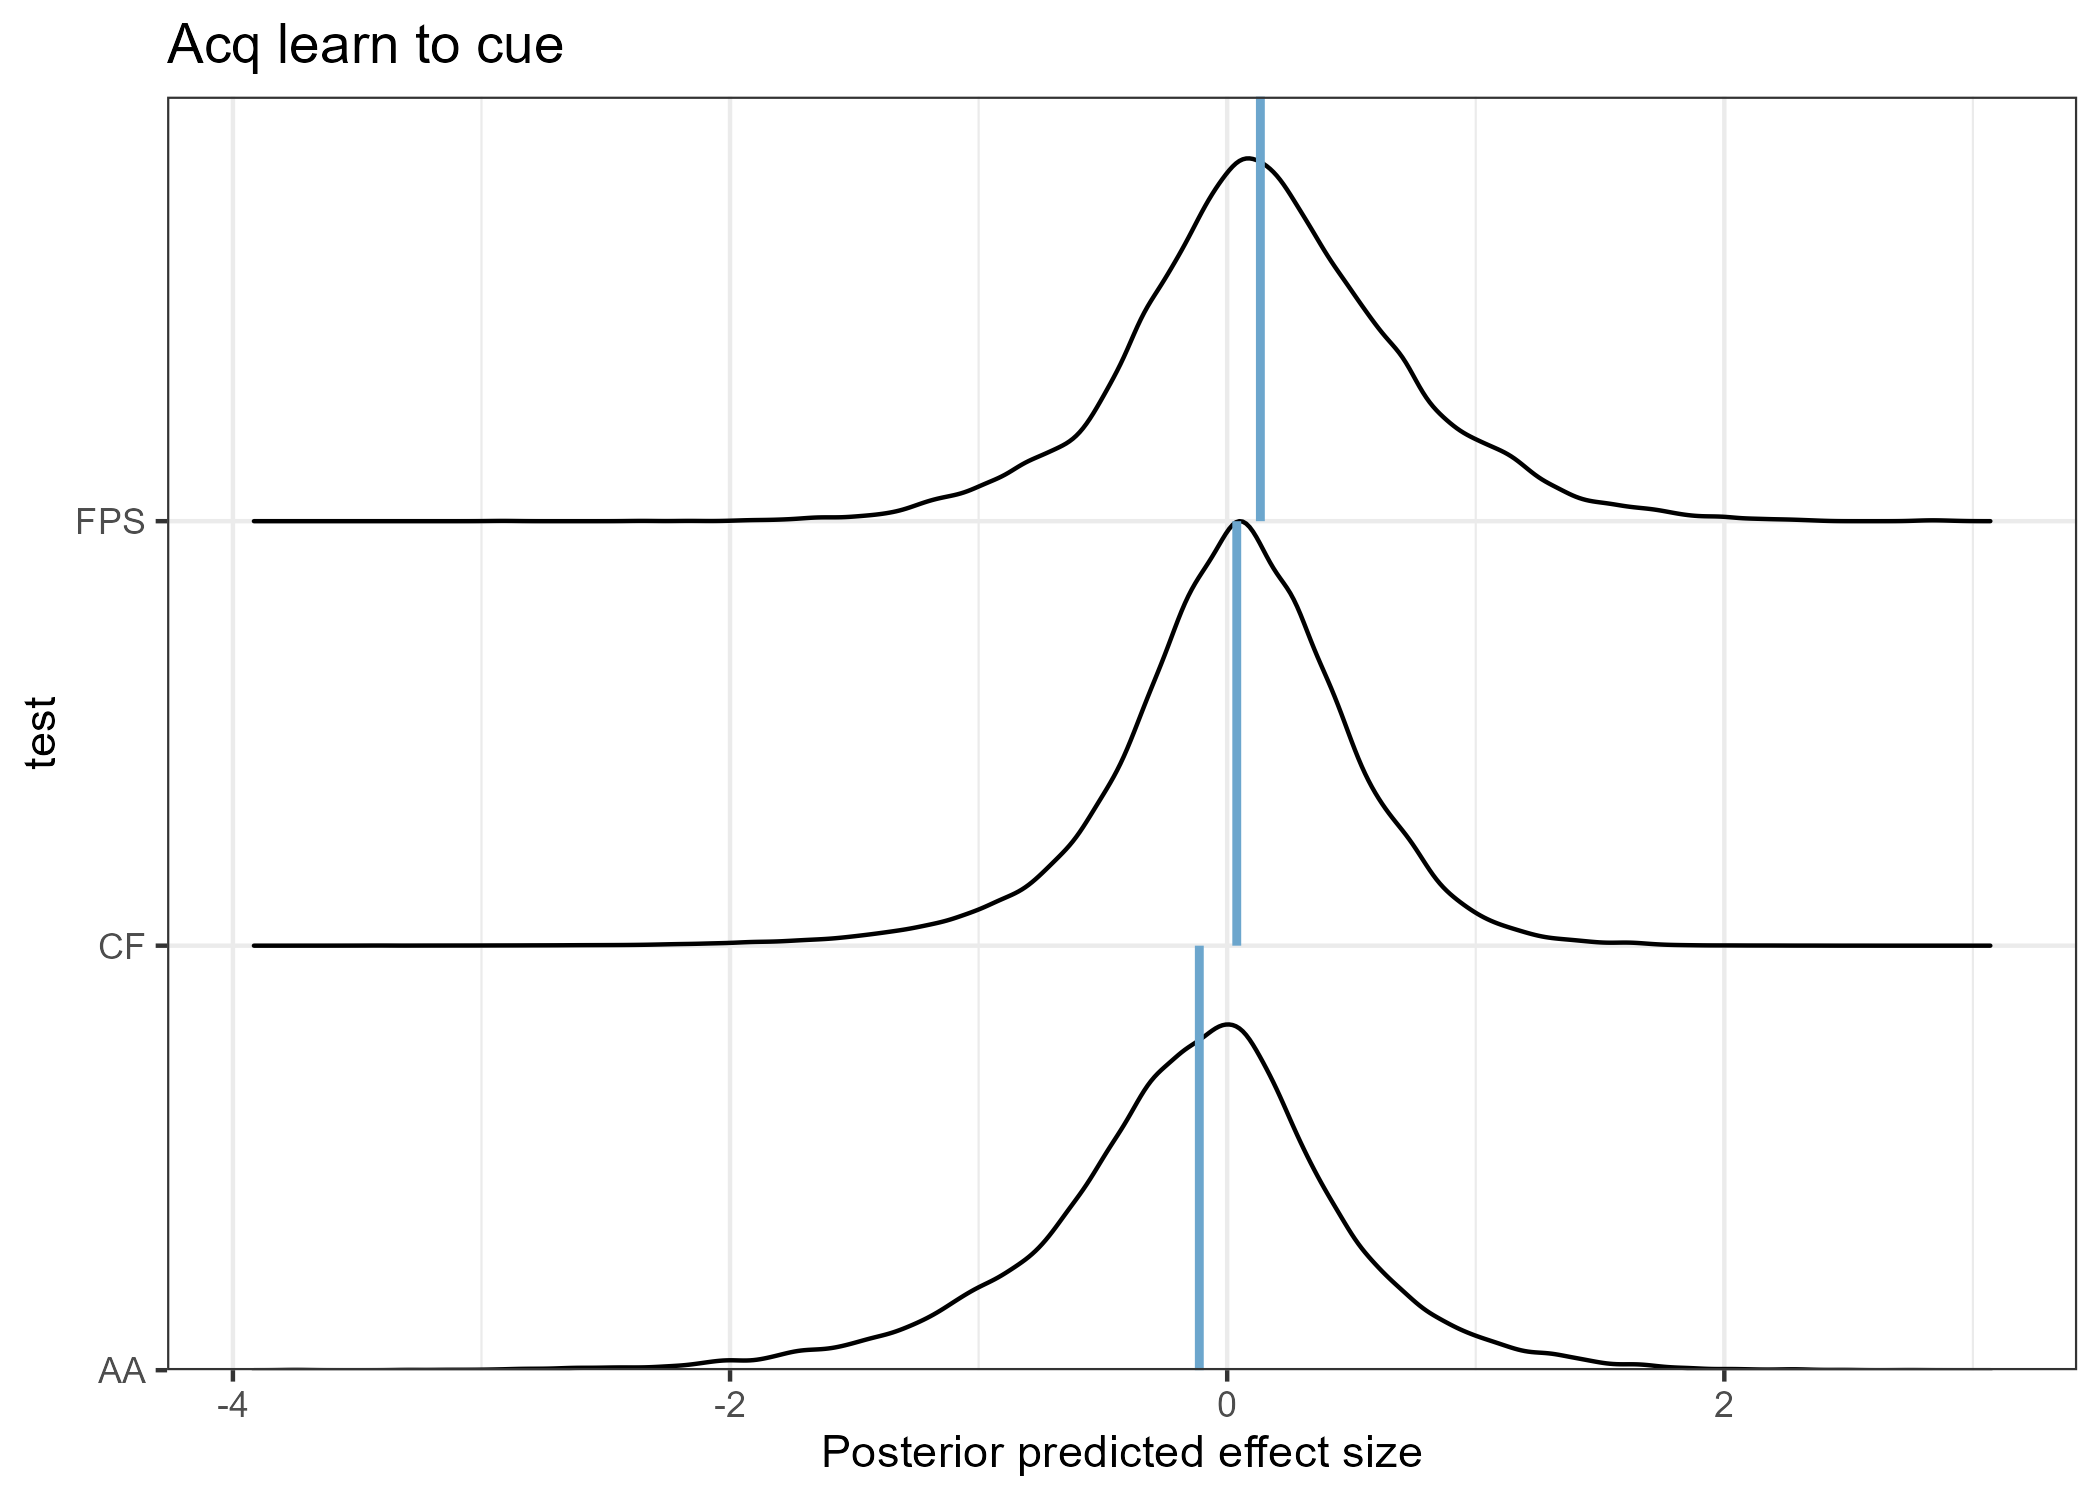 Acq learn to cue
test
FPS
CF
AA
-4 -2 0 2
Posterior predicted effect size